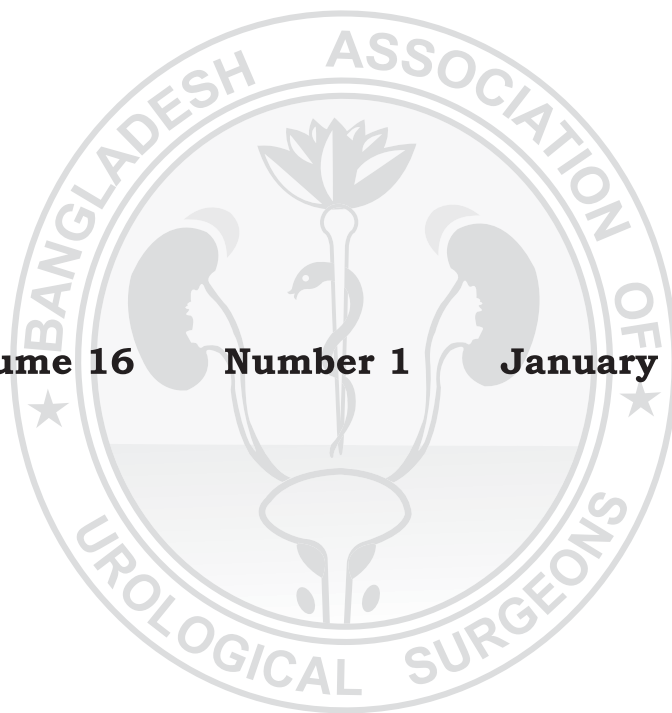 BANGLADESH ASSOCIATION OF
ume 16 Number 1 January
UROLOGICAL SURGEONS